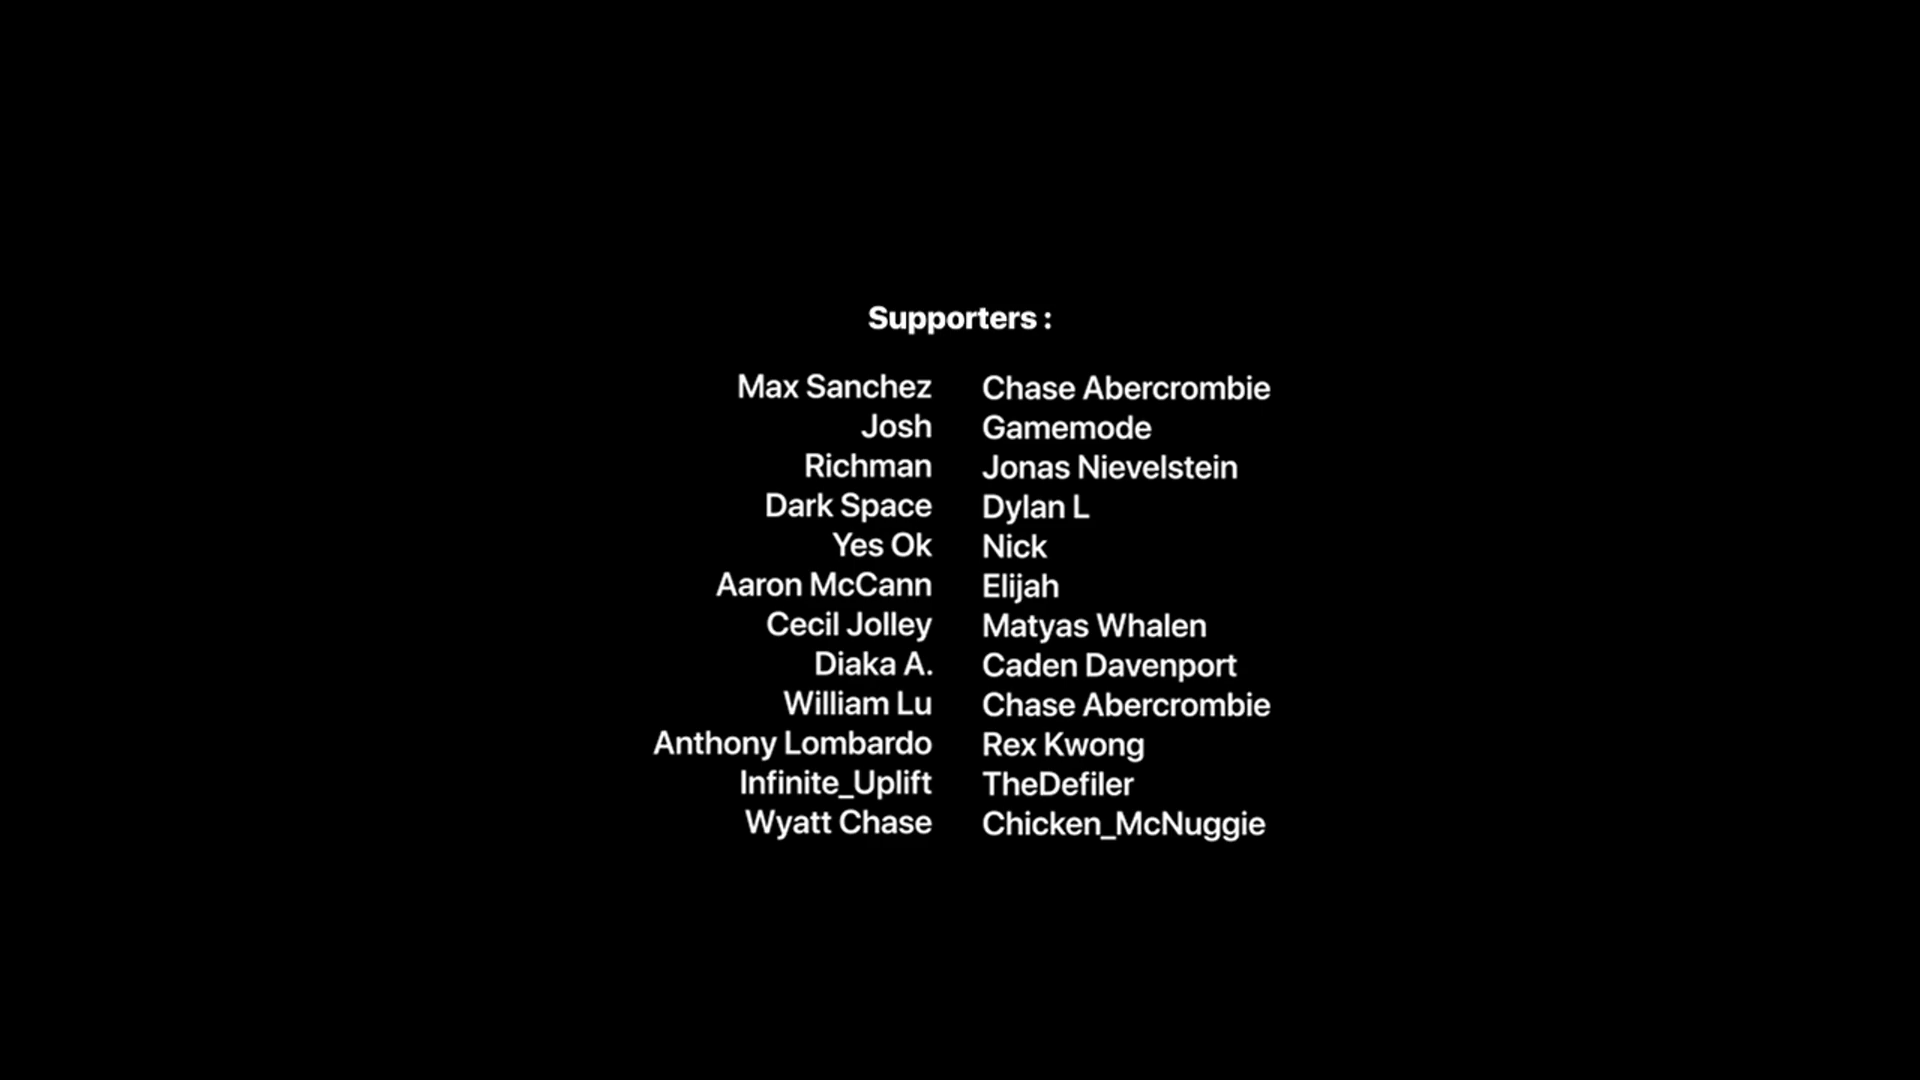 Supporters :
Max Sanchez
Josh
Richman
Dark Space
Yes Ok
Aaron McCann
Cecil Jolley
Diaka A.
William Lu
Anthony Lombardo
Infinite_Uplift
Wyatt Chase
Chase Abercrombie
Gamemode
Jonas Nievelstein
Dylan L
Nick
Elijah
Matyas Whalen
Caden Davenport
Chase Abercrombie
Rex Kwong
TheDefiler
Chicken_McNuggie